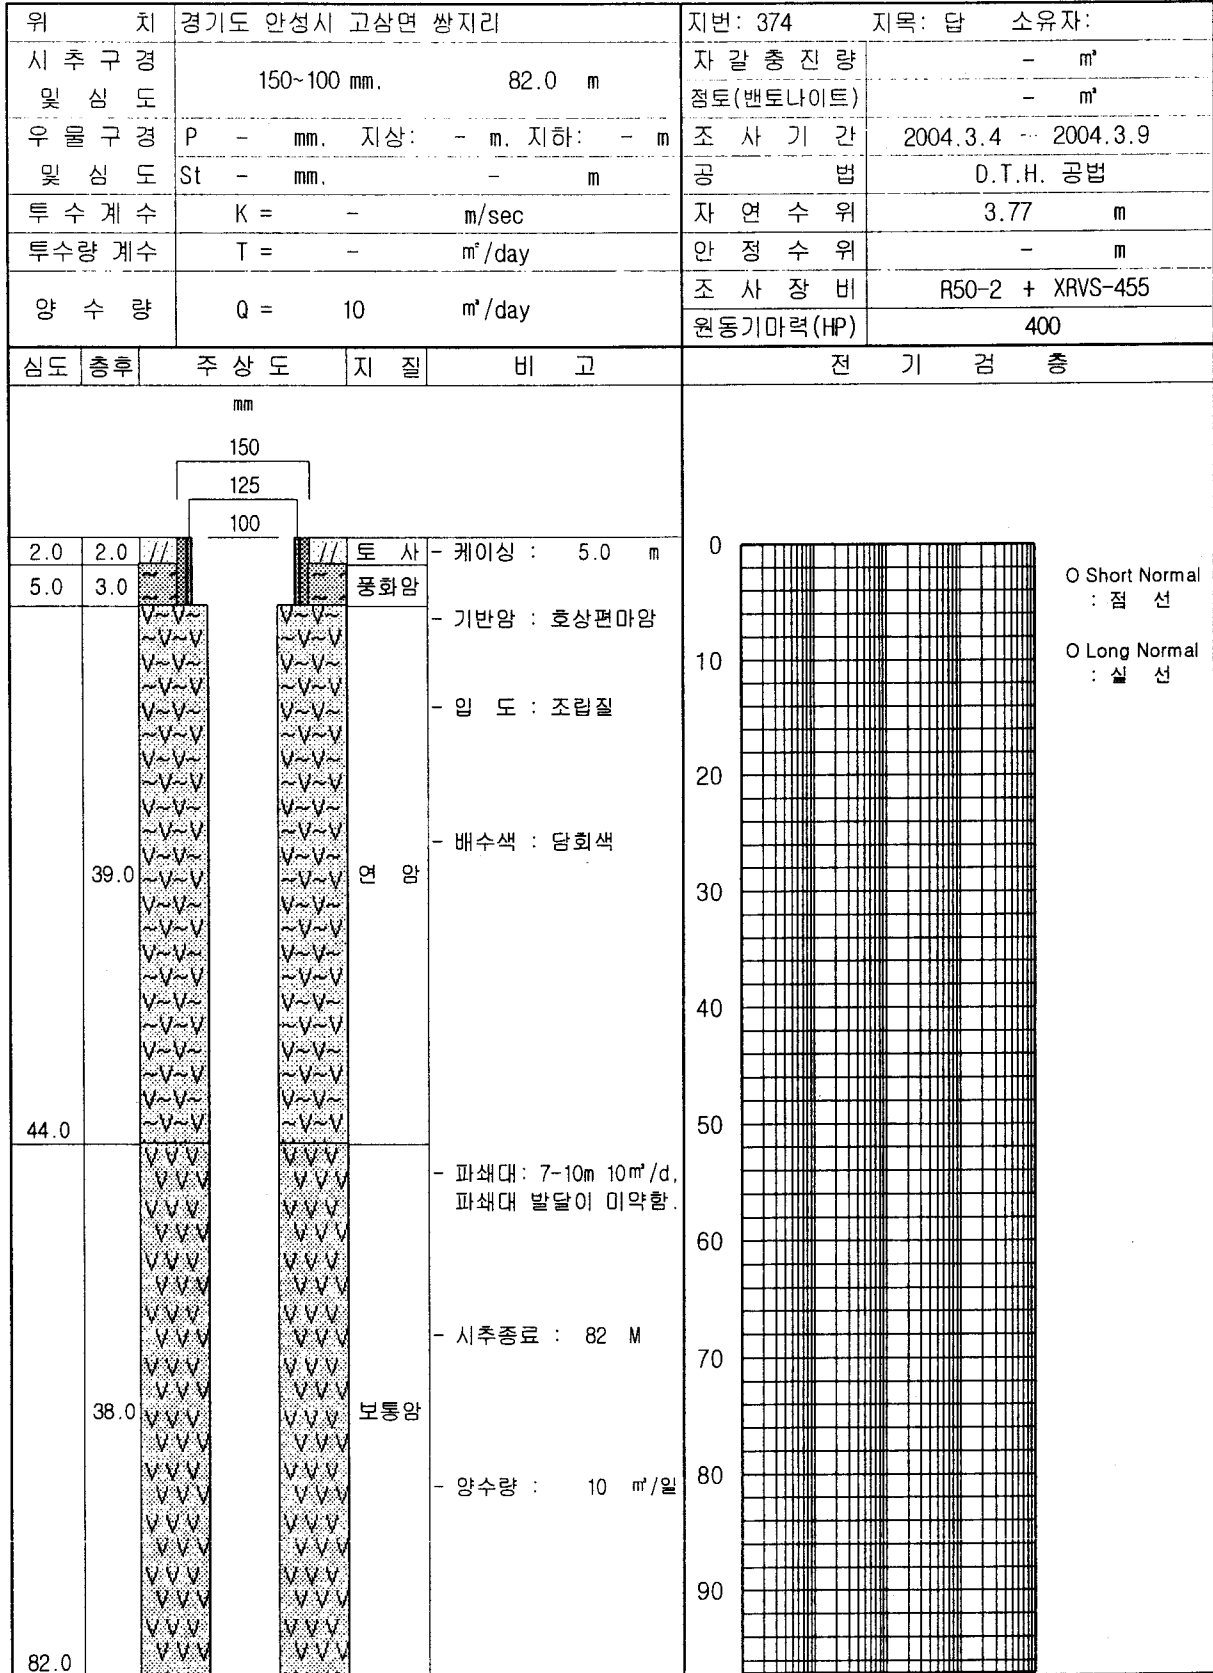 위 치 경기도 안성시 고삼면 쌍지리 지번: 374 지목: 답 소유자:
시 추 구 경 및 심 도 150~100 mm. 82.0 m 자 갈 충 진 량 - ㎥
점토(밴토나이트) - ㎥
우 물 구 경 및 심 도 P - mm. 지상: - m. 지하: - m 조 사 기 간 2004.3.4 ~ 2004.3.9
St - mm. - m 공 법 D.T.H. 공법
투 수 계 수 K = - m/sec 자 연 수 위 3.77 m
투수량 계수 T = - ㎡/day 안 정 수 위 - m
양 수 량 Q = 10 ㎥/day 조 사 장 비 R50-2 + XRVS-455
원동기마력(HP) 400
심도 층후 주 상 도 지 질 비 고 전 기 검 층
mm
150
125
100
2.0 2.0 토 사 - 케이싱 : 5.0 m
5.0 3.0 풍화암
- 기반암 : 호상편마암
- 입 도 : 조립질
- 배수색 : 담회색
39.0 연 암
44.0
- 파쇄대: 7-10m 10㎥/d,
파쇄대 발달이 미약함.
- 시추종료 : 82 M
38.0 보통암
- 양수량 : 10 ㎥/일
82.0
0
10
20
30
40
50
60
70
80
90
O Short Normal
: 점 선
O Long Normal
: 실 선